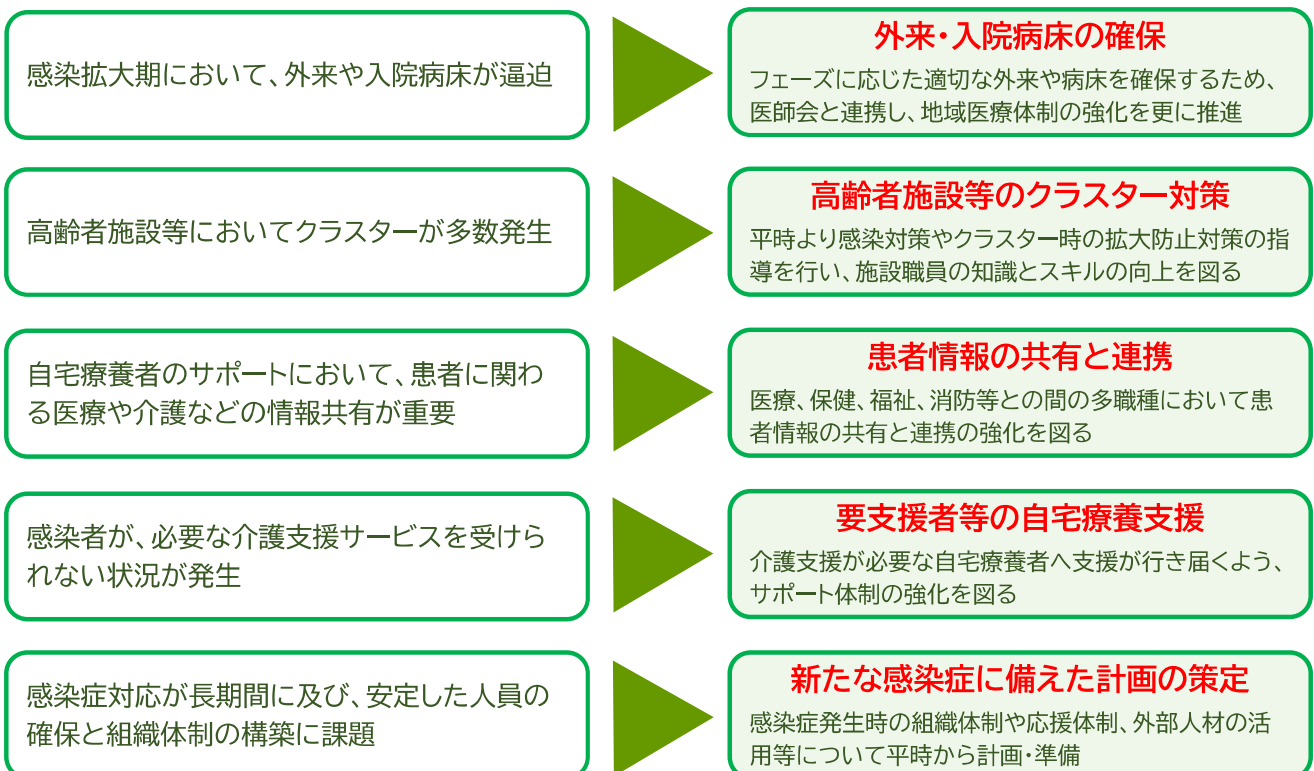 感染拡大期において、外来や入院病床が逼迫
外来・入院病床の確保
フェーズに応じた適切な外来や病床を確保するため、
医師会と連携し、地域医療体制の強化を更に推進
高齢者施設等においてクラスターが多数発生
高齢者施設等のクラスター対策
平時より感染対策やクラスター時の拡大防止対策の指
導を行い、施設職員の知識とスキルの向上を図る
自宅療養者のサポートにおいて、患者に関わ
る医療や介護などの情報共有が重要
患者情報の共有と連携
医療、保健、福祉、消防等との間の多職種において患
者情報の共有と連携の強化を図る
感染者が、必要な介護支援サービスを受けら
れない状況が発生
要支援者等の自宅療養支援
介護支援が必要な自宅療養者へ支援が行き届くよう、
サポート体制の強化を図る
感染症対応が長期間に及び、安定した人員の
確保と組織体制の構築に課題
新たな感染症に備えた計画の策定
感染症発生時の組織体制や応援体制、外部人材の活
用等について平時から計画・準備